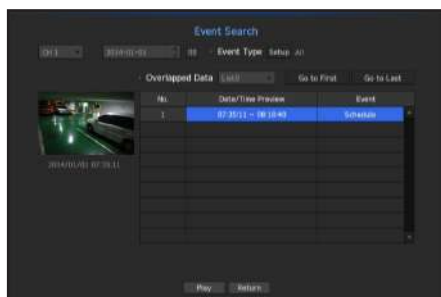 Event Search
CH 1 2014-01-01 Event Type Setup All
Overlapped Data List0 Go to First Go to Last
No. Date/Time Preview Event
1 07:35:11 ~ 08:18:40 Schedule
2014/01/01 07:35:11
Play Return